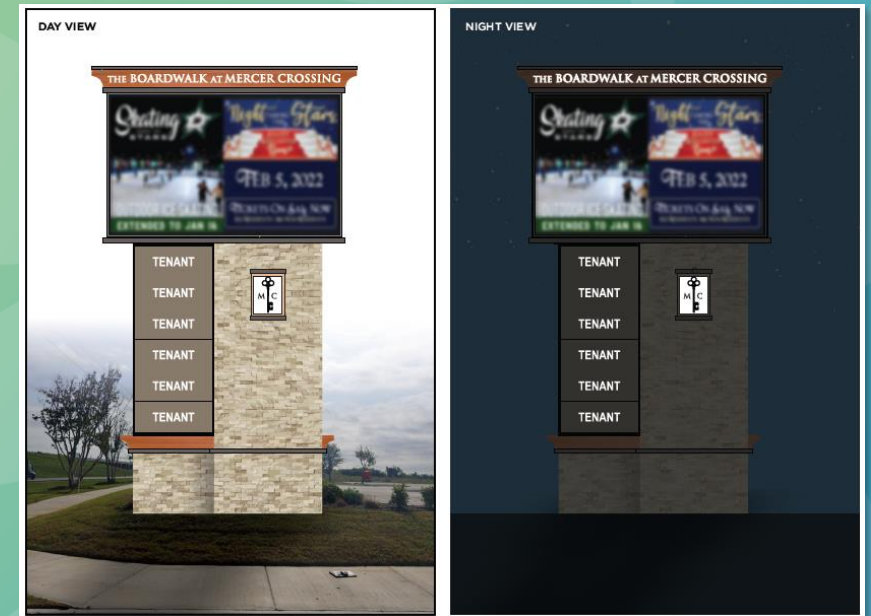 DAY VIEW
THE BOARDWALK AT MERCER CROSSING
Skating
STARS
EXTENDED TO JAN 16
Night
Stars
FEB 5, 2022
TICKETS ON NOW
TENANT
TENANT
TENANT
TENANT
TENANT
TENANT
M C
NIGHT VIEW
THE BOARDWALK AT MERCER CROSSING
Skating
STARS
EXTENDED TO JAN 16
Night
Stars
FEB 5, 2022
TICKETS ON NOW
TENANT
TENANT
TENANT
TENANT
TENANT
TENANT
M C